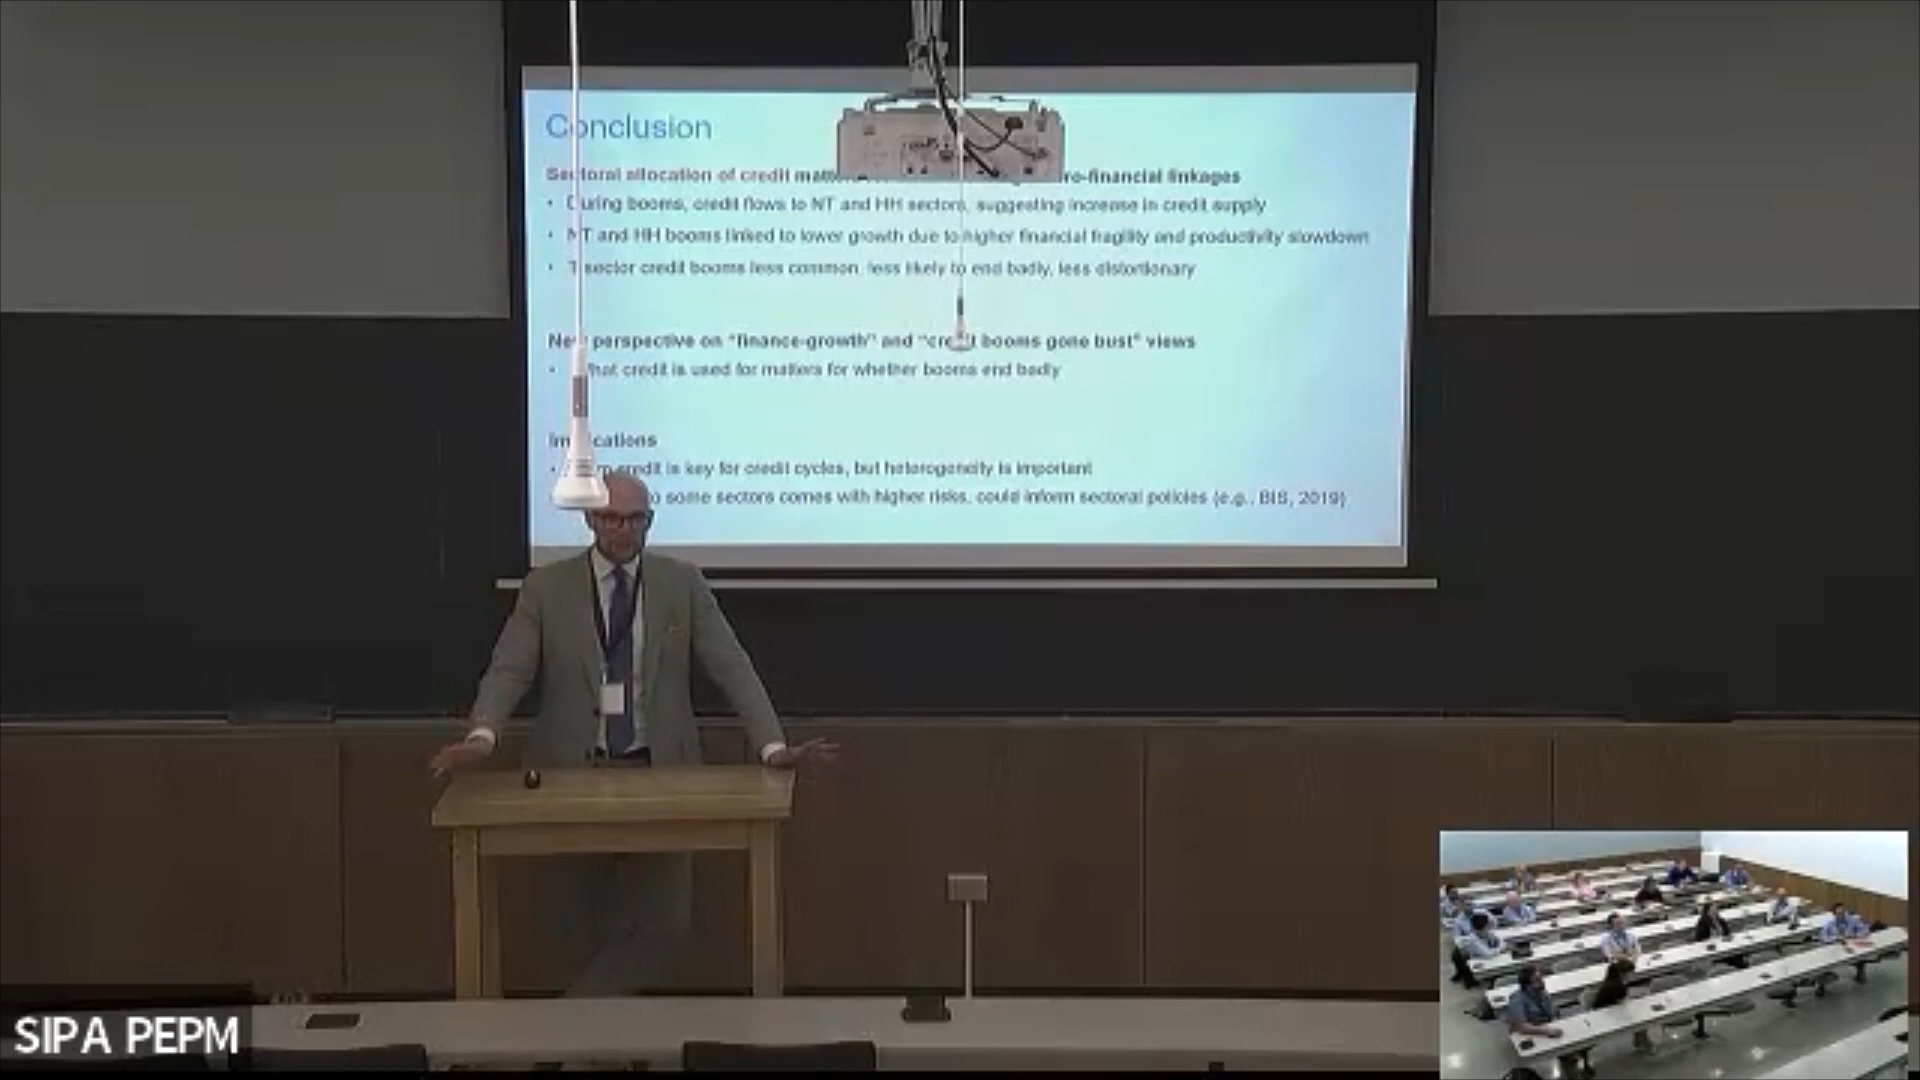 Conclusion
Sectoral allocation of credit ro-financial linkages
• During booms, credit flows to NT and HH sectors, suggesting increase in credit supply
• NT and HH booms linked to lower growth due to higher financial fragility and productivity slowdown
• T sector credit booms less common, less likely to end badly, less distortionary
New perspective on “finance-growth” and “credit booms gone bust” views
• What credit is used for matters for whether booms end badly
Implications
• credit is key for credit cycles, but heterogeneity is important
some sectors comes with higher risks, could inform sectoral policies (e.g., BIS, 2019)
SIPA PEPM